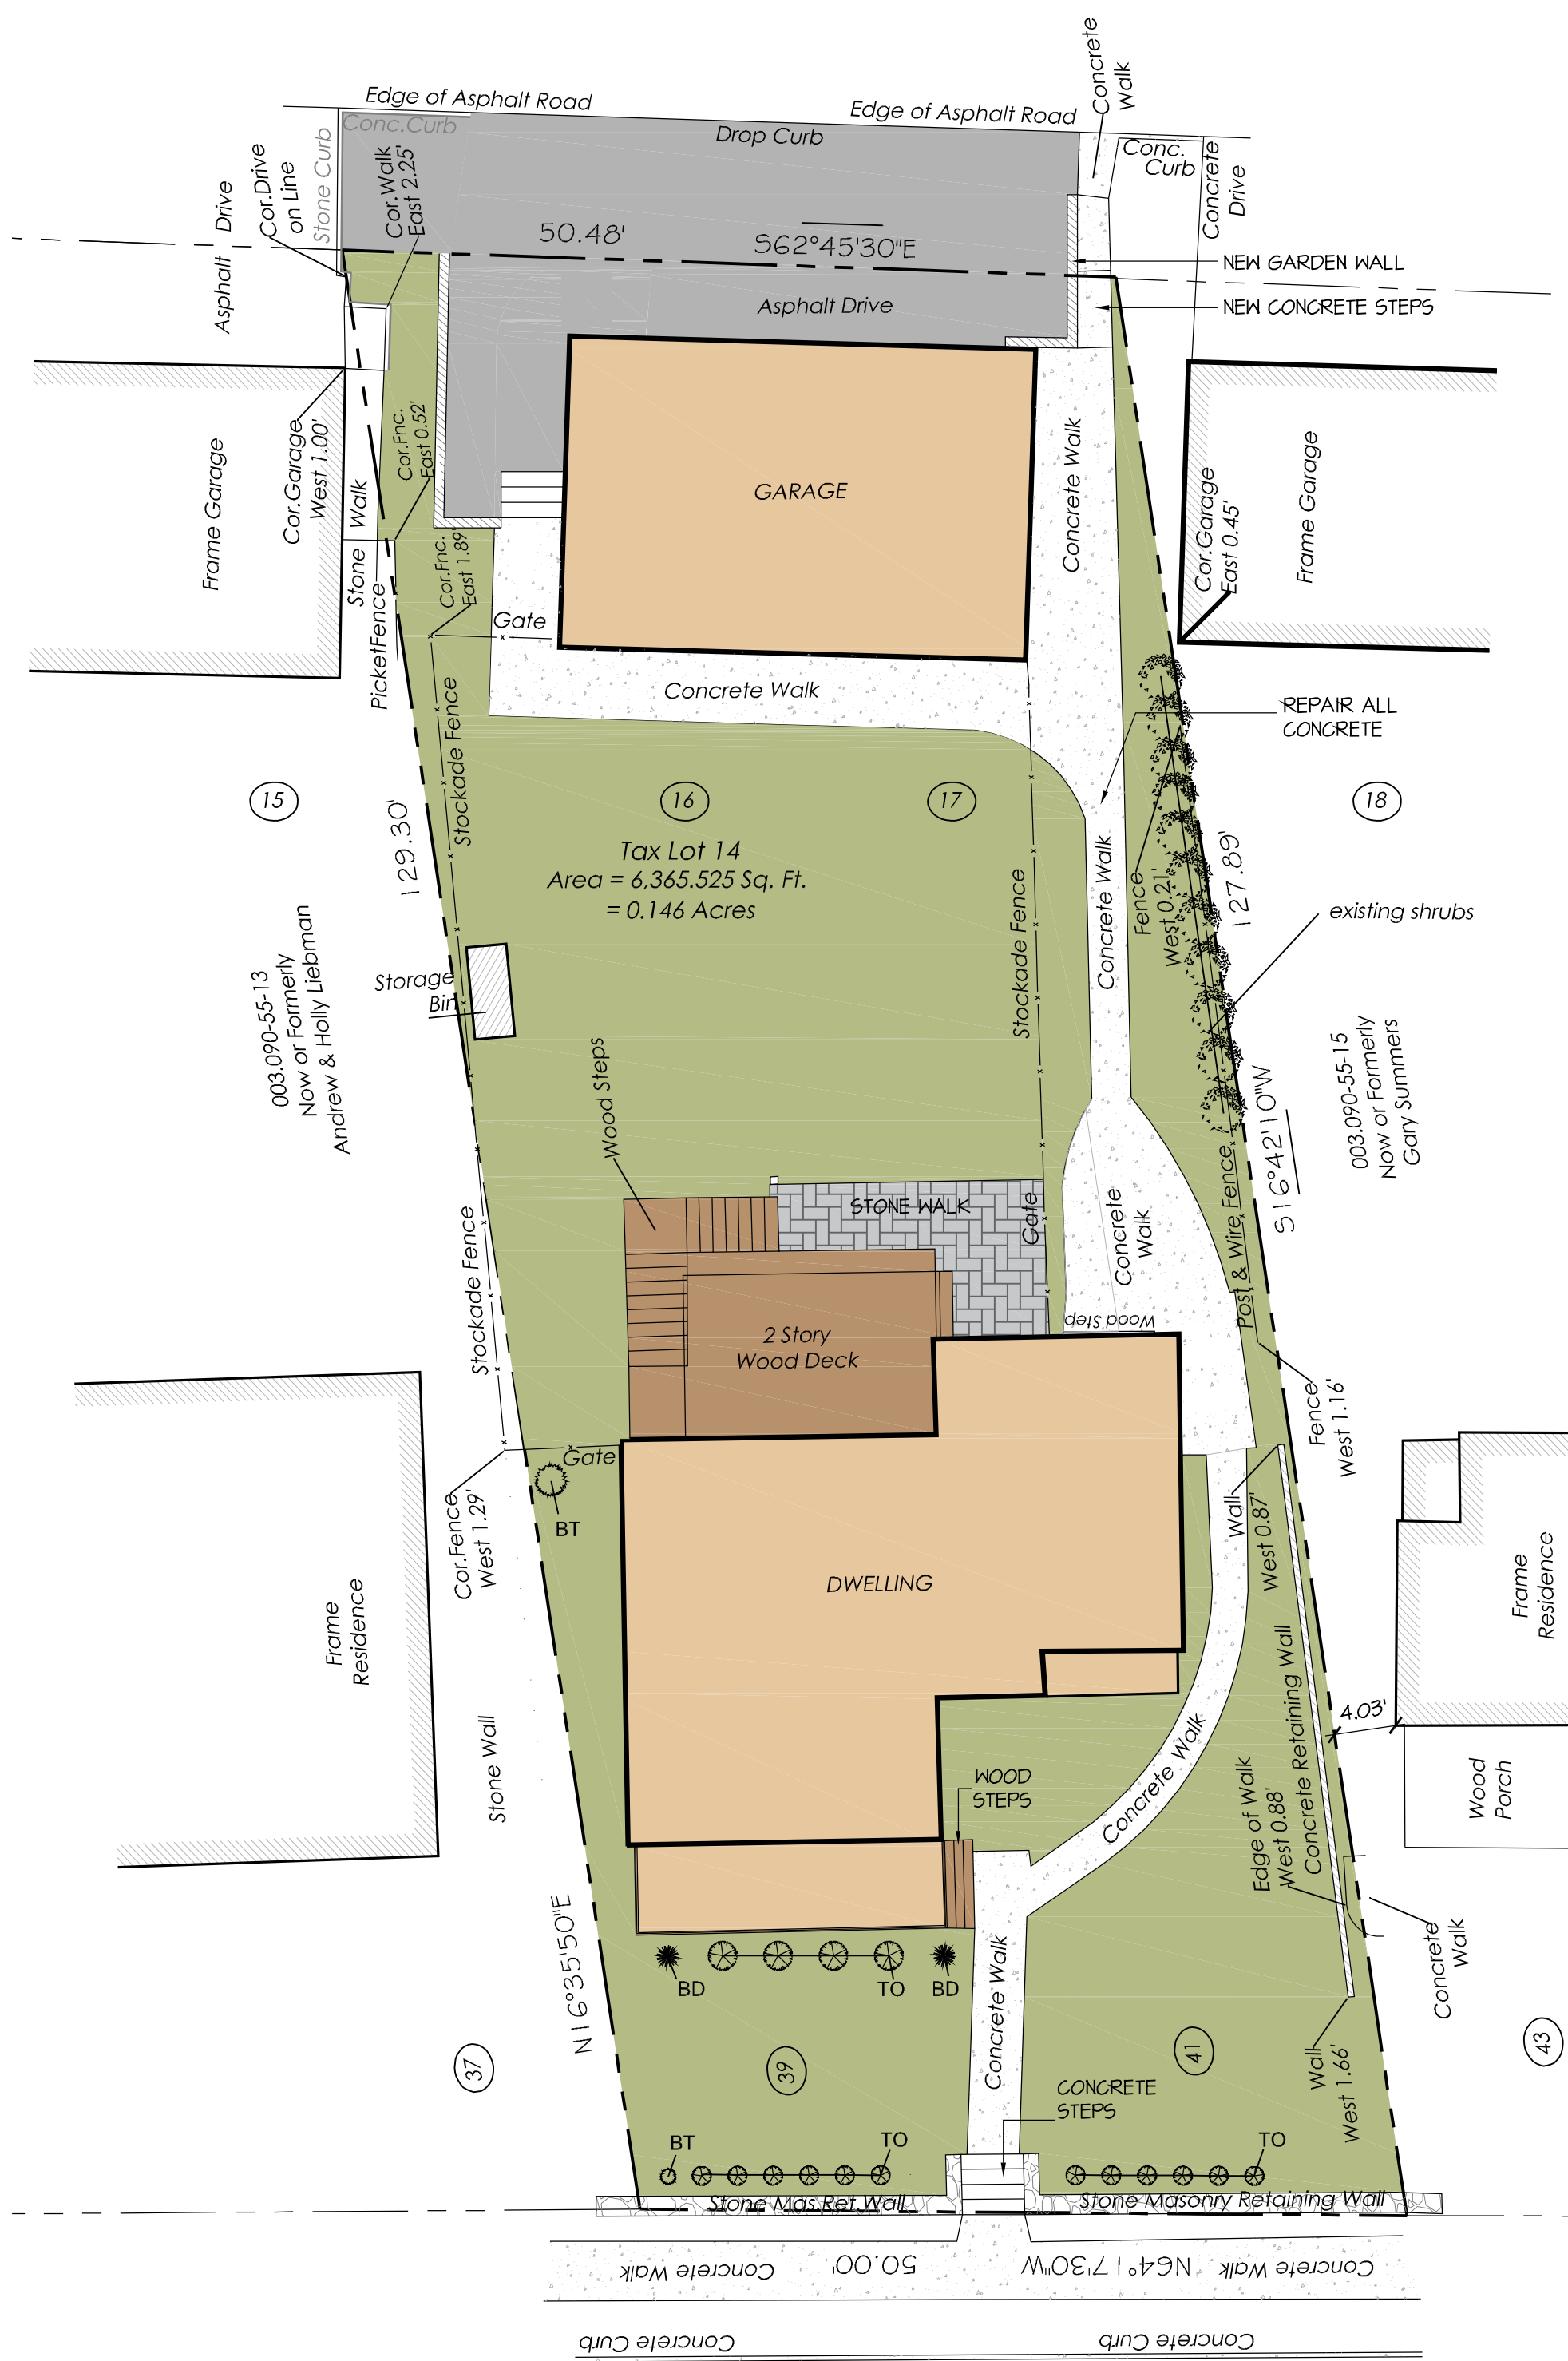 Concrete
Walk
Edge of Asphalt Road
Edge of Asphalt Road
Conc.Curb
Drop Curb
Conc.
Curb
Concrete
Drive
Asphalt Drive
Cor.Drive
on Line
Stone Curb
Cor.Walk
East 2.25'
50.48'
S62°45'30"E
NEW GARDEN WALL
Asphalt Drive
NEW CONCRETE STEPS
Frame Garage
Cor.Garage
West 1.00'
Stone Walk
Cor.Fnc.
East 0.52'
GARAGE
Concrete Walk
Cor.Garage
East 0.45'
Frame Garage
Cor.Fnc.
East 1.89'
Gate
PicketFence
Stockade Fence
Concrete Walk
REPAIR ALL
CONCRETE
15
16
17
18
129.30'
Tax Lot 14
Area = 6,365.525 Sq. Ft.
= 0.146 Acres
Stockade Fence
Concrete Walk
Fence
West 0.21'
127.89'
existing shrubs
003.090-55-13
Now or Formerly
Andrew & Holly Liebman
Storage
Bin
Wood Steps
003.090-55-15
Now or Formerly
Gary Summers
S16°42'10"W
STONE WALK
Gate
Concrete
Walk
Post & Wire Fence
Stockade Fence
Wood Step
2 Story
Wood Deck
Fence
West 1.16'
Gate
BT
Cor.Fence
West 1.29'
Wall
West 0.87'
DWELLING
Frame
Residence
Frame
Residence
Stone Wall
Concrete Retaining Wall
4.03'
Concrete Walk
WOOD
STEPS
Edge of Walk
West 0.88'
Wood
Porch
N16°35'50"E
Concrete
Walk
BD
TO
BD
Concrete Walk
37
39
41
43
Wall
West 1.66'
CONCRETE
STEPS
BT
TO
TO
Stone Mas.Ret.Wall
Stone Masonry Retaining Wall
Concrete Walk
50.00'
N64°17'30"W
Concrete Walk
Concrete Curb
Concrete Curb